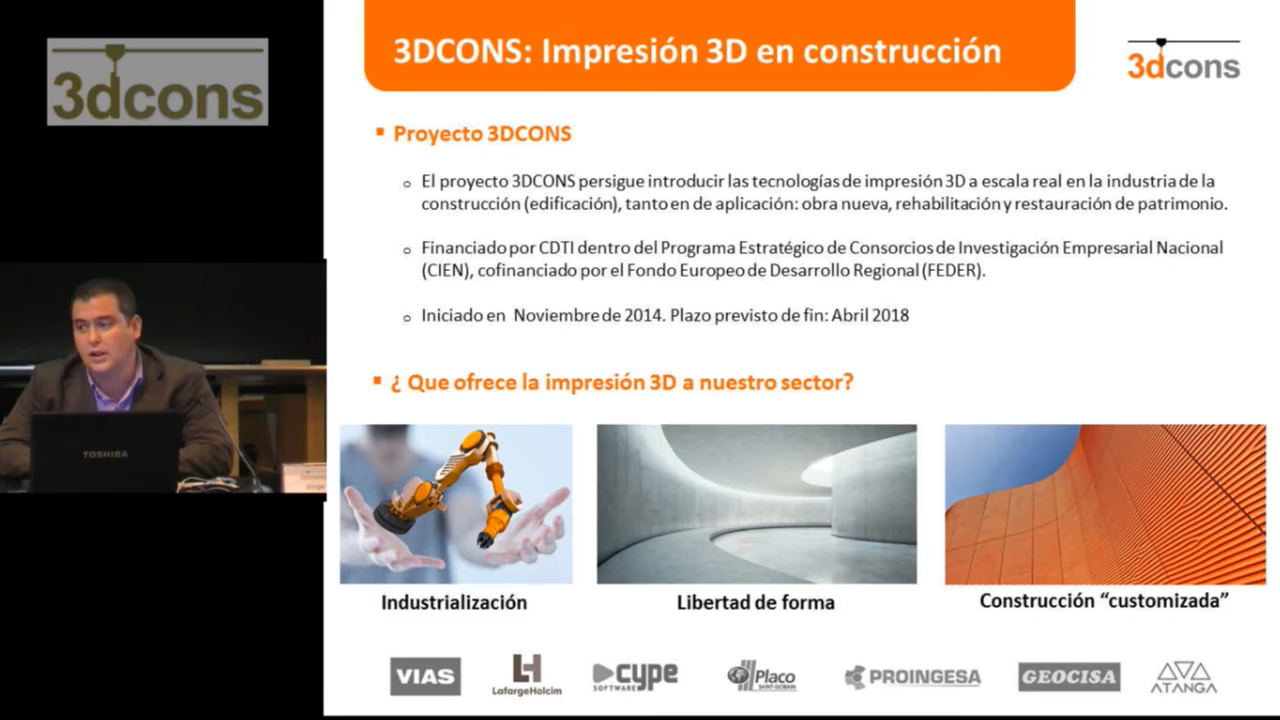 3dcons
3DCONS: Impresión 3D en construcción
3dcons
Proyecto 3DCONS
El proyecto 3DCONS persigue introducir las tecnologías de impresión 3D a escala real en la industria de la
construcción (edificación), tanto en de aplicación: obra nueva, rehabilitación y restauración de patrimonio.
Financiado por CDTI dentro del Programa Estratégico de Consorcios de Investigación Empresarial Nacional
(CIEN), cofinanciado por el Fondo Europeo de Desarrollo Regional (FEDER).
Iniciado en Noviembre de 2014. Plazo previsto de fin: Abril 2018
¿ Que ofrece la impresión 3D a nuestro sector?
TOSHIBA
Industrialización
Libertad de forma
Construcción “customizada”
VIAS
LafargeHolcim
cype
SOFTWARE
Placo
SAINT-GOBAIN
PROINGESA
GEOCISA
ATANGA